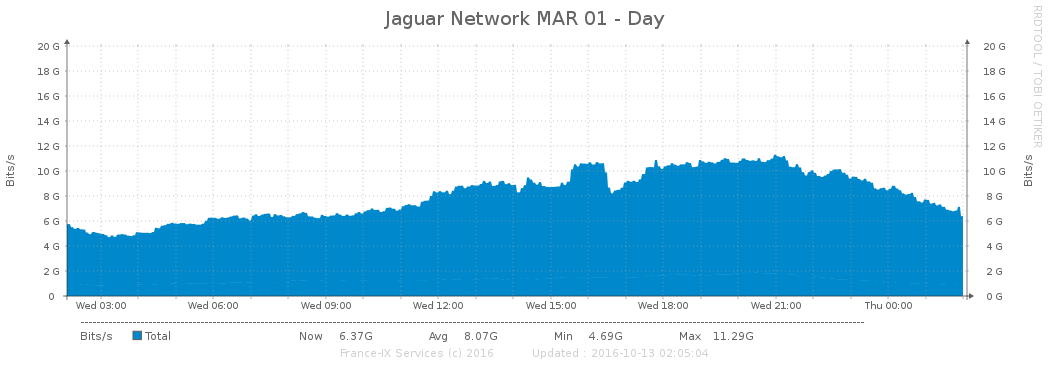 Jaguar Network MAR 01 - Day
RRDTOOL / TOBI OETIKER
Bits/s
Bits/s
20 G 20 G
18 G 18 G
16 G 16 G
14 G 14 G
12 G 12 G
10 G 10 G
8 G 8 G
6 G 6 G
4 G 4 G
2 G 2 G
0 0 G
Wed 03:00 Wed 06:00 Wed 09:00 Wed 12:00 Wed 15:00 Wed 18:00 Wed 21:00 Thu 00:00
Bits/s Total Now 6.37G Avg 8.07G Min 4.69G Max 11.29G
France-IX Services (c) 2016 Updated : 2016-10-13 02:05:04